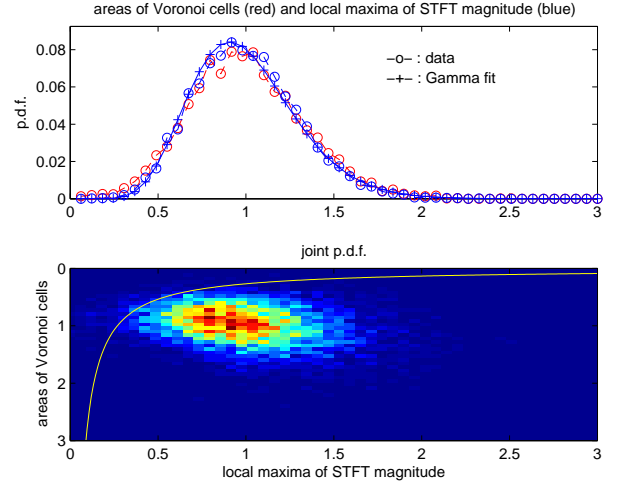 areas of Voronoi cells (red) and local maxima of STFT magnitude (blue)
p.d.f.
0.08
0.06
0.04
0.02
0
–o– : data
–+– : Gamma fit
0 0.5 1 1.5 2 2.5 3
joint p.d.f.
areas of Voronoi cells
0
1
2
3
0 0.5 1 1.5 2 2.5 3
local maxima of STFT magnitude